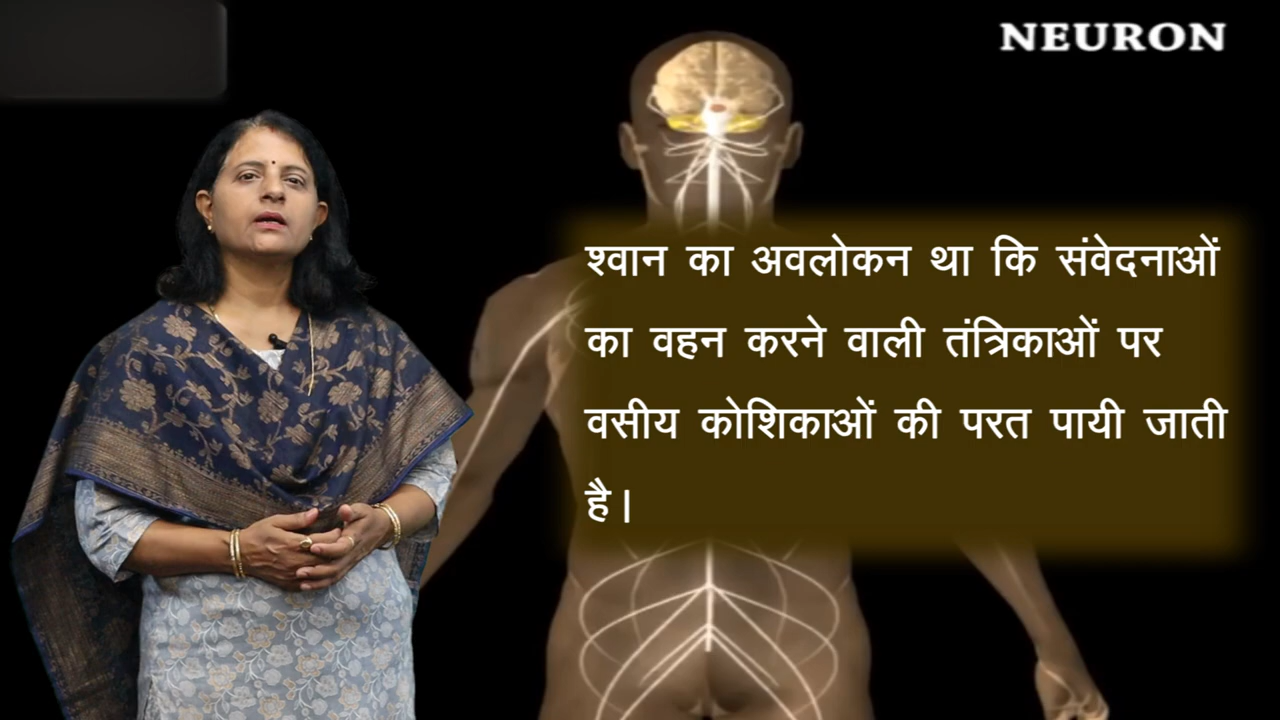 NEURON
श्वान का अवलोकन था कि संवेदनाओं
का वहन करने वाली तंत्रिकाओं पर
वसीय कोशिकाओं की परत पायी जाती
है।